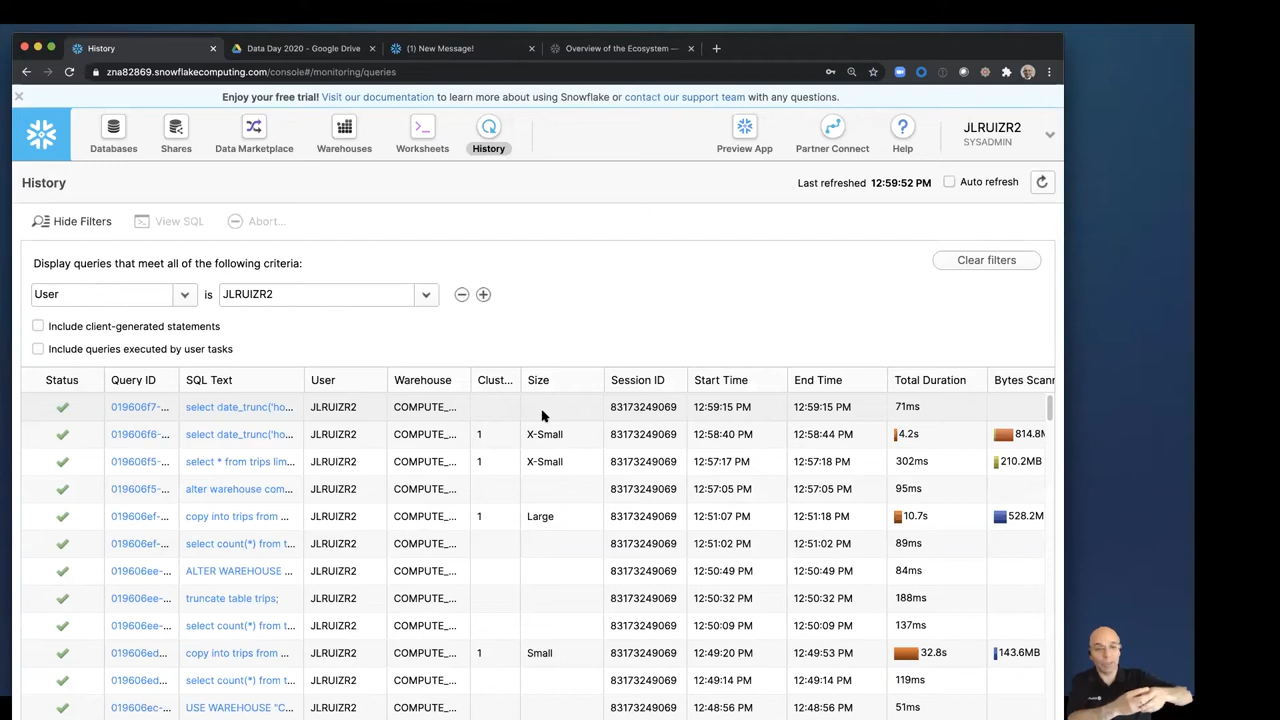 History
Data Day 2020 - Google Drive
(1) New Message!
Overview of the Ecosystem —
zna82869.snowflakecomputing.com/console#/monitoring/queries
Enjoy your free trial! Visit our documentation to learn more about using Snowflake or contact our support team with any questions.
Databases
Shares
Data Marketplace
Warehouses
Worksheets
History
Preview App
Partner Connect
Help
JLRUIZR2
SYSADMIN
History
Last refreshed 12:59:52 PM
Auto refresh
Hide Filters
View SQL
Abort...
Display queries that meet all of the following criteria:
Clear filters
User is JLRUIZR2
Include client-generated statements
Include queries executed by user tasks
Status Query ID SQL Text User Warehouse Clust... Size Session ID Start Time End Time Total Duration Bytes Scanr
019606f7-... select date_trunc('ho... JLRUIZR2 COMPUTE_... 83173249069 12:59:15 PM 12:59:15 PM 71ms
019606f6-... select date_trunc('ho... JLRUIZR2 COMPUTE_... 1 X-Small 83173249069 12:58:40 PM 12:58:44 PM 4.2s 814.8M
019606f5-... select * from trips lim... JLRUIZR2 COMPUTE_... 1 X-Small 83173249069 12:57:17 PM 12:57:18 PM 302ms 210.2MB
019606f5-... alter warehouse com... JLRUIZR2 COMPUTE_... 83173249069 12:57:05 PM 12:57:05 PM 95ms
019606ef-... copy into trips from ... JLRUIZR2 COMPUTE_... 1 Large 83173249069 12:51:07 PM 12:51:18 PM 10.7s 528.2M
019606ef-... select count(*) from t... JLRUIZR2 COMPUTE_... 83173249069 12:51:02 PM 12:51:02 PM 89ms
019606ee-... ALTER WAREHOUSE ... JLRUIZR2 COMPUTE_... 83173249069 12:50:49 PM 12:50:49 PM 84ms
019606ee-... truncate table trips; JLRUIZR2 COMPUTE_... 83173249069 12:50:32 PM 12:50:32 PM 188ms
019606ee-... select count(*) from t... JLRUIZR2 COMPUTE_... 83173249069 12:50:09 PM 12:50:09 PM 137ms
019606ed... copy into trips from ... JLRUIZR2 COMPUTE_... 1 Small 83173249069 12:49:20 PM 12:49:53 PM 32.8s 143.6MB
019606ed... select count(*) from t... JLRUIZR2 COMPUTE_... 83173249069 12:49:14 PM 12:49:14 PM 119ms
019606ec-... USE WAREHOUSE "C... JLRUIZR2 COMPUTE_... 83173249069 12:48:56 PM 12:48:56 PM 51ms